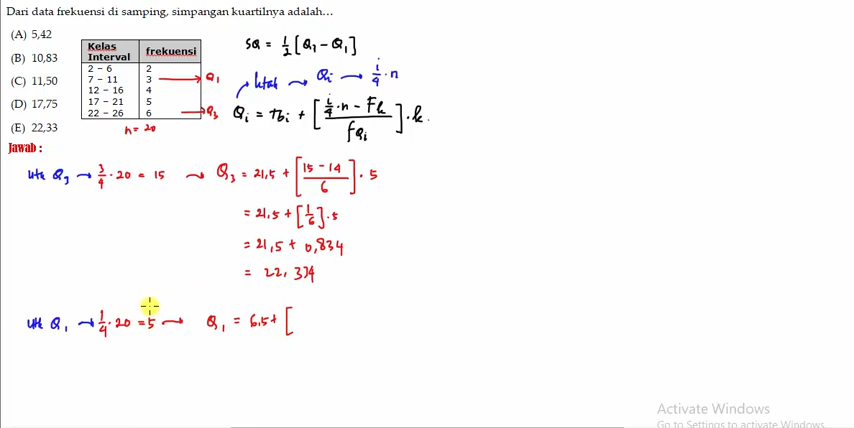 Dari data frekuensi di samping, simpangan kuartilnya adalah…
(A) 5,42
(B) 10,83
(C) 11,50
(D) 17,75
(E) 22,33
Kelas Interval frekuensi
2 – 6 2
7 – 11 3 → Q1
12 – 16 4
17 – 21 5
22 – 26 6 → Q3
n = 20
SQ = 1/2 [Q3 - Q1]
letak → Qi → i/4 · n
Qi = tbi + [(i/4 · n - Fk)/fQi] · k.
Jawab :
utk Q3 → 3/4 · 20 = 15 → Q3 = 21,5 + [(15 - 14)/6] · 5
= 21,5 + [1/6] · 5
= 21,5 + 0,834
= 22,334
utk Q1 → 1/4 · 20 = 5 → Q1 = 6,5 + [
Activate Windows
Go to Settings to activate Windows.